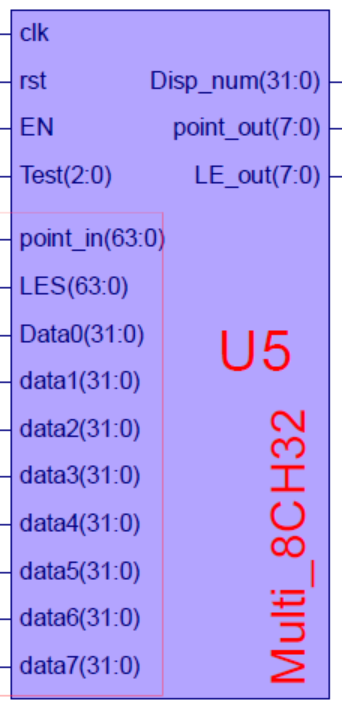 clk
rst
Disp_num(31:0)
EN
point_out(7:0)
Test(2:0)
LE_out(7:0)
point_in(63:0)
LES(63:0)
Data0(31:0)
U5
data1(31:0)
data2(31:0)
data3(31:0)
data4(31:0)
data5(31:0)
data6(31:0)
data7(31:0)
Multi_8CH32